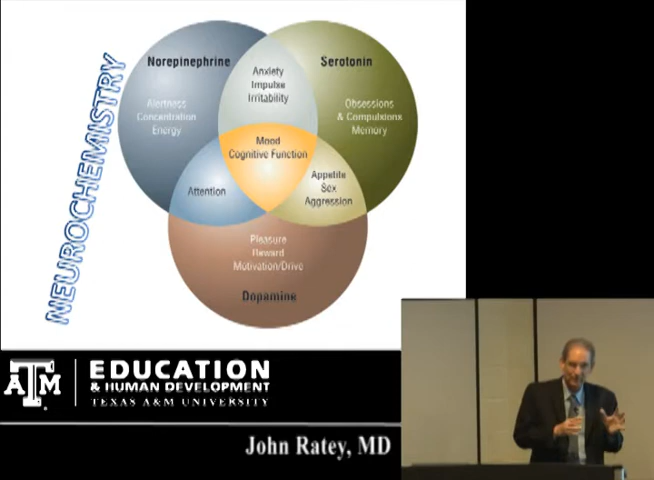 NEUROCHEMISTRY
Norepinephrine
Alertness
Concentration
Energy
Anxiety
Impulse
Irritability
Serotonin
Obsessions
& Compulsions
Memory
Mood
Cognitive Function
Attention
Appetite
Sex
Aggression
Pleasure
Reward
Motivation/Drive
Dopamine
ATM
EDUCATION
& HUMAN DEVELOPMENT
TEXAS A&M UNIVERSITY
John Ratey, MD